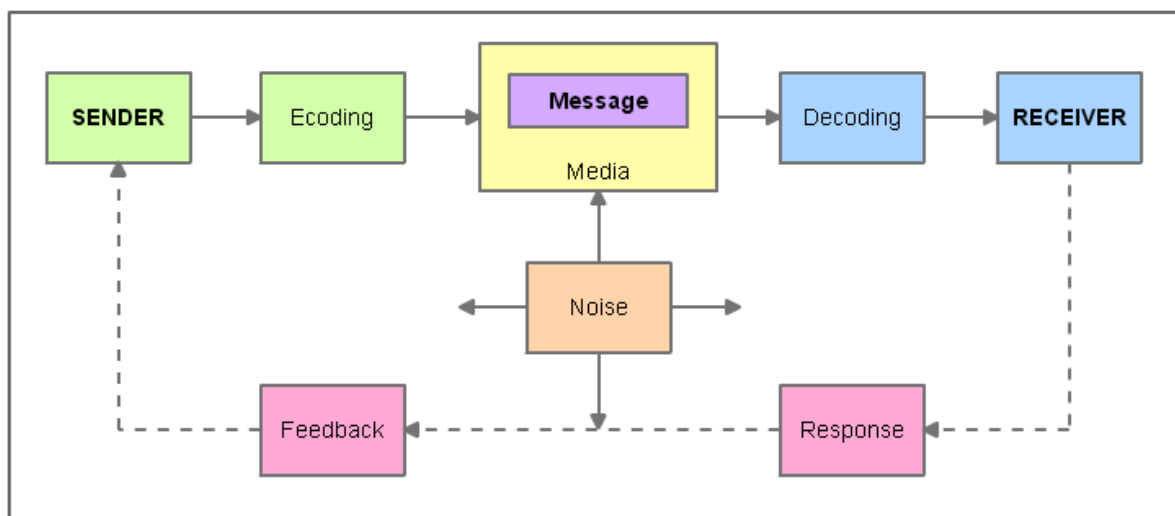 SENDER
Ecoding
Message
Media
Decoding
RECEIVER
Noise
Feedback
Response